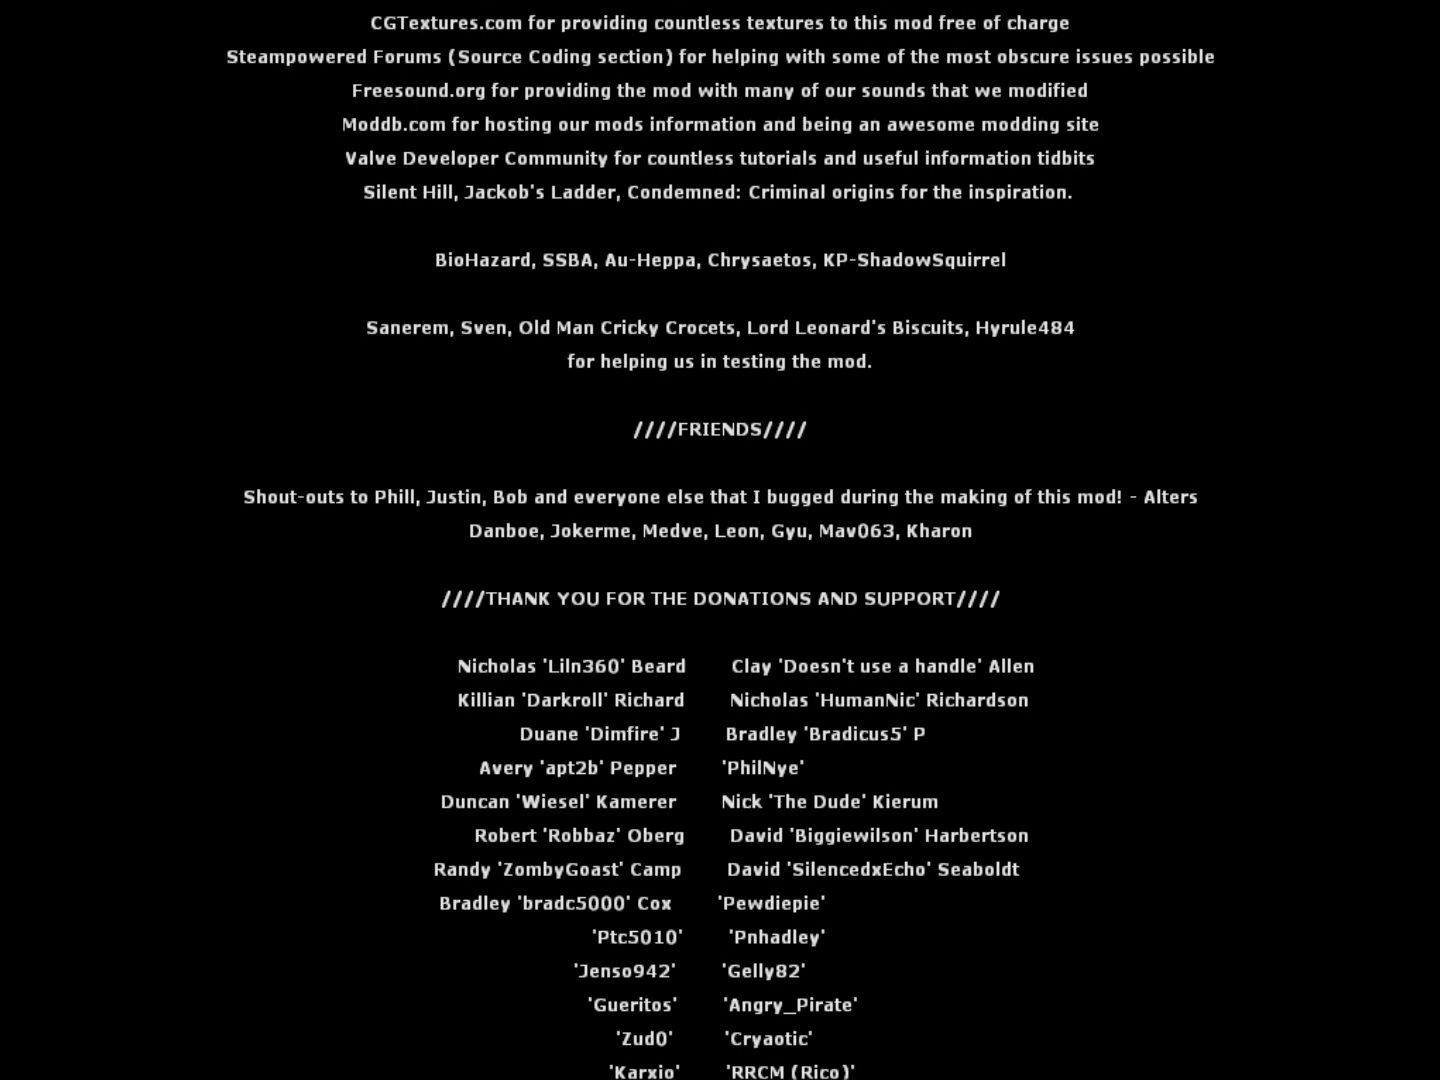 CGTextures.com for providing countless textures to this mod free of charge
Steampowered Forums (Source Coding section) for helping with some of the most obscure issues possible
Freesound.org for providing the mod with many of our sounds that we modified
Moddb.com for hosting our mods information and being an awesome modding site
Valve Developer Community for countless tutorials and useful information tidbits
Silent Hill, Jackob's Ladder, Condemned: Criminal origins for the inspiration.
BioHazard, SSBA, Au-Heppa, Chrysaetos, KP-ShadowSquirrel
Sanerem, Sven, Old Man Cricky Crocets, Lord Leonard's Biscuits, Hyrule484
for helping us in testing the mod.
////FRIENDS////
Shout-outs to Phill, Justin, Bob and everyone else that I bugged during the making of this mod! - Alters
Danboe, Jokerme, Medve, Leon, Gyu, Mav063, Kharon
////THANK YOU FOR THE DONATIONS AND SUPPORT////
Nicholas 'Liln360' Beard Clay 'Doesn't use a handle' Allen
Killian 'Darkroll' Richard Nicholas 'HumanNic' Richardson
Duane 'Dimfire' J Bradley 'Bradicus5' P
Avery 'apt2b' Pepper 'PhilNye'
Duncan 'Wiesel' Kamerer Nick 'The Dude' Kierum
Robert 'Robbaz' Oberg David 'Biggiewilson' Harbertson
Randy 'ZombyGoast' Camp David 'SilencedxEcho' Seaboldt
Bradley 'bradc5000' Cox 'Pewdiepie'
'Ptc5010' 'Pnhadley'
'Jenso942' 'Gelly82'
'Gueritos' 'Angry_Pirate'
'Zud0' 'Cryaotic'
'Karxio' 'RRCM (Rico)'